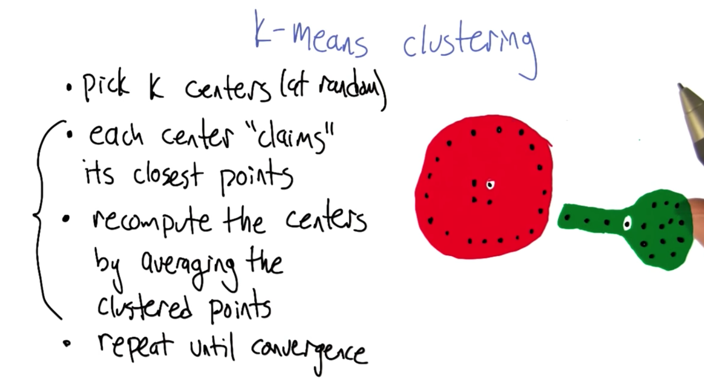 k-means clustering
• pick K centers (at random)
• each center "claims"
its closest points
• recompute the centers
by averaging the
clustered points
• repeat until convergence